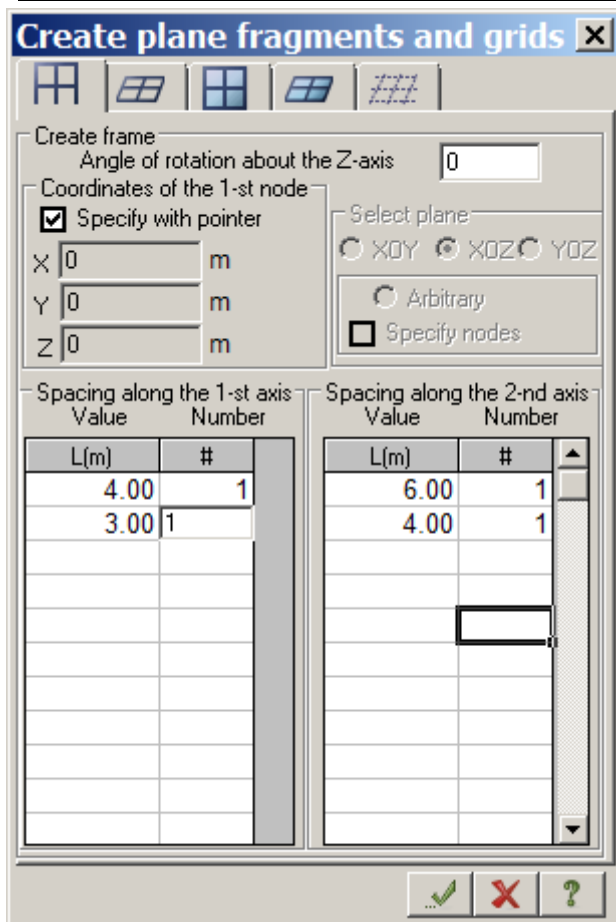 Create plane fragments and grids
Create frame
Angle of rotation about the Z-axis 0
Coordinates of the 1-st node
Specify with pointer
X 0 m
Y 0 m
Z 0 m
Select plane
XOY XOZ YOZ
Arbitrary
Specify nodes
Spacing along the 1-st axis
Value Number
L(m) #
4.00 1
3.00 1
Spacing along the 2-nd axis
Value Number
L(m) #
6.00 1
4.00 1
?